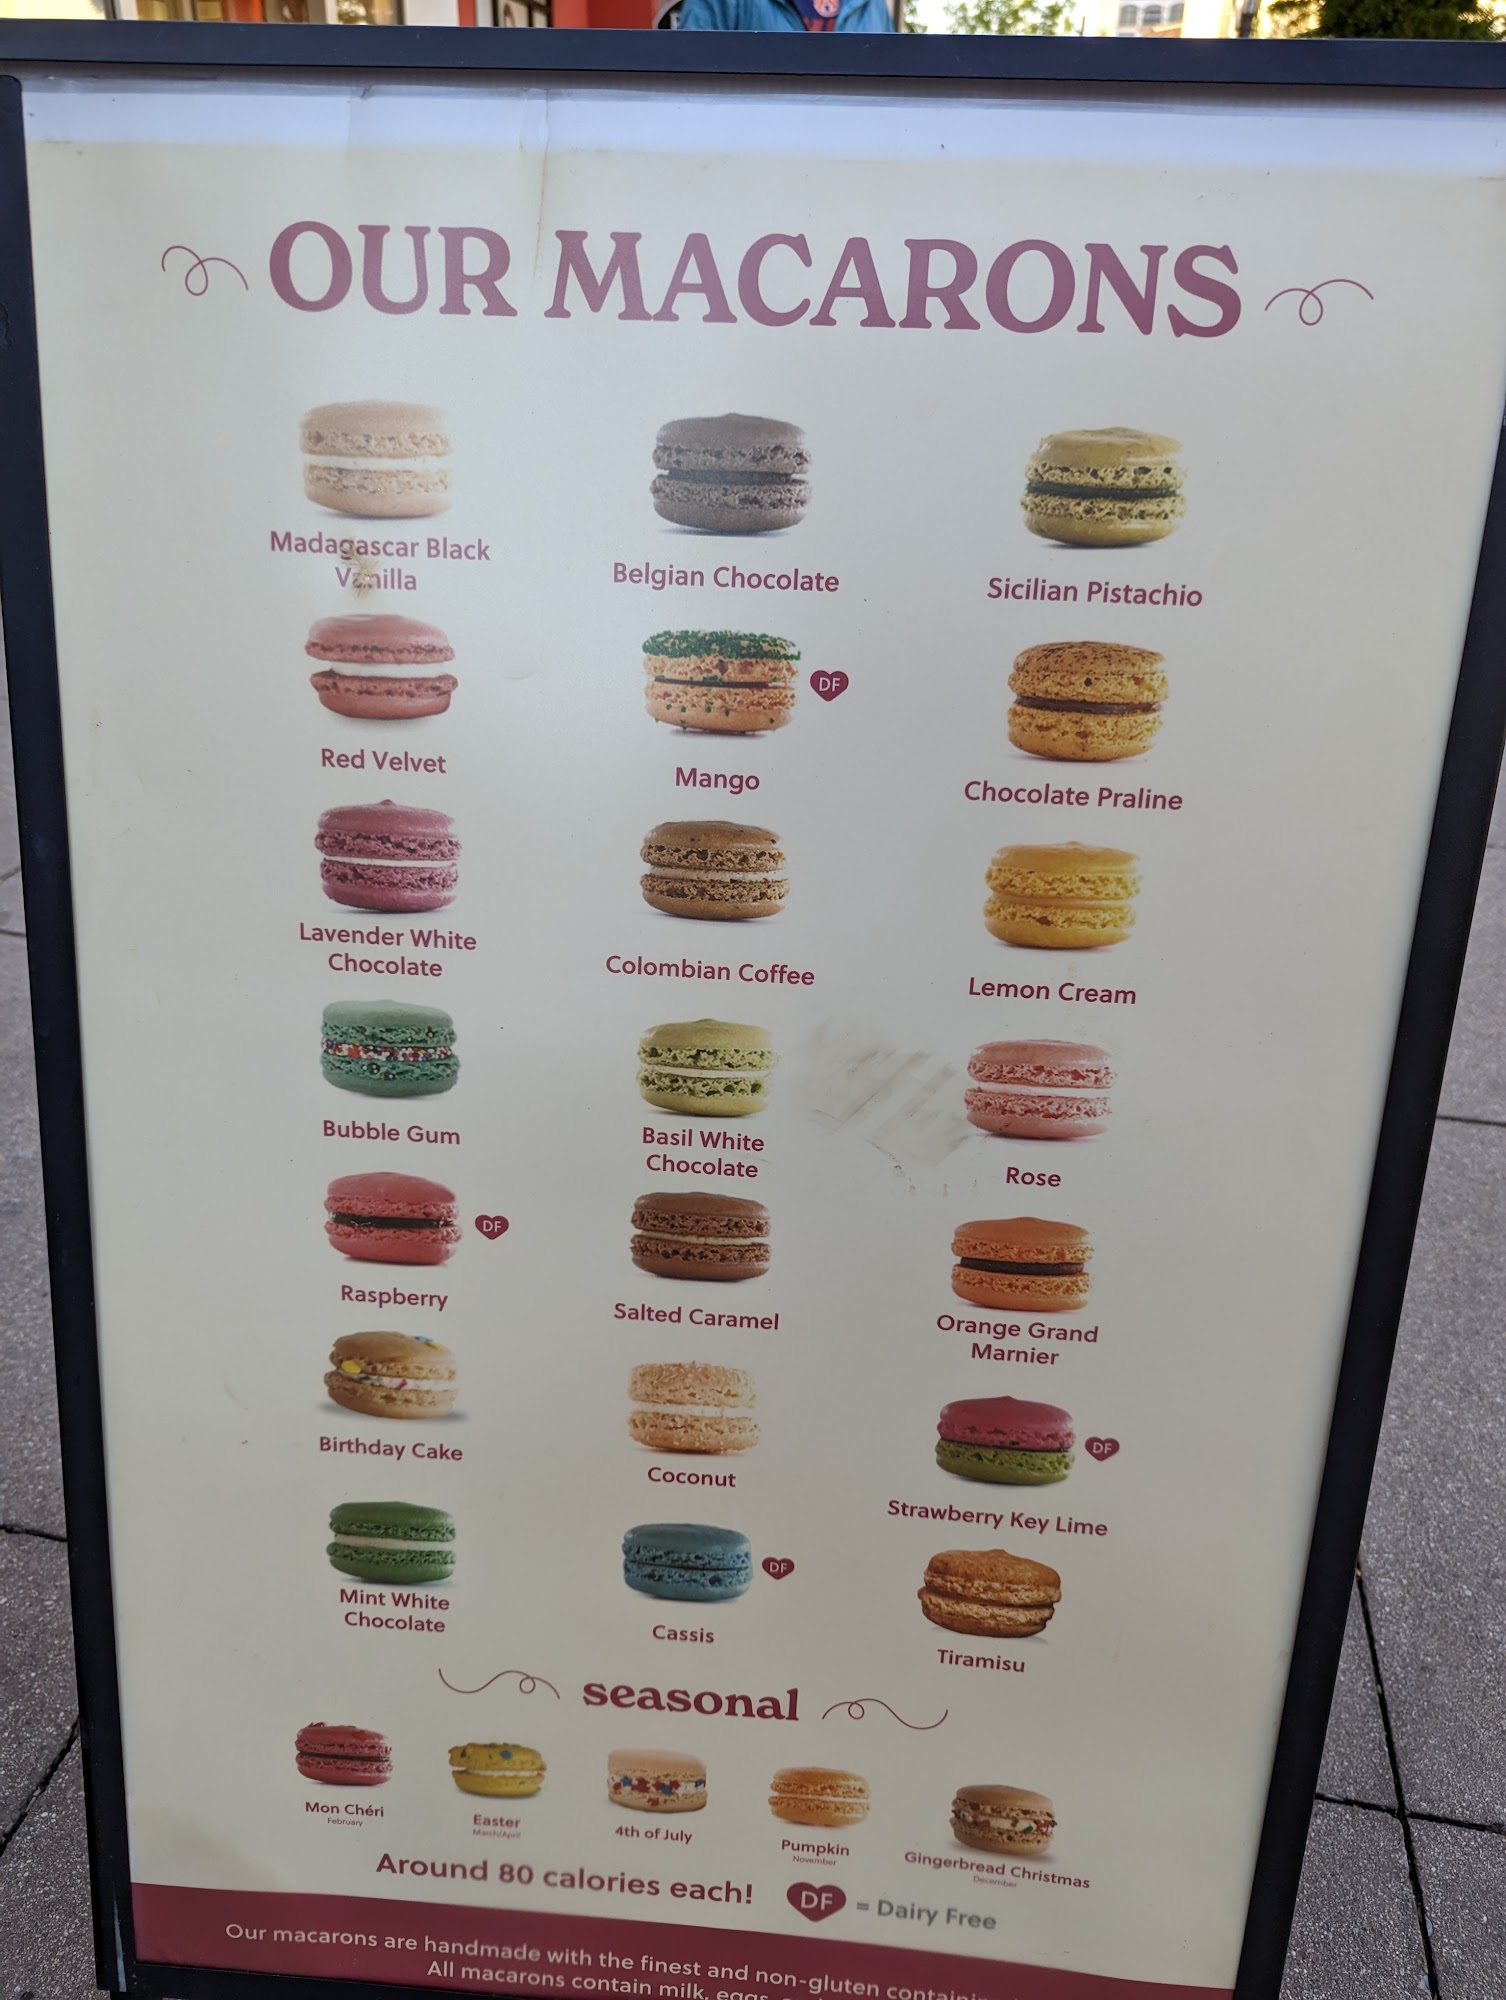 OUR MACARONS
Madagascar Black
Vanilla
Belgian Chocolate
Sicilian Pistachio
Red Velvet
Mango
DF
Chocolate Praline
Lavender White
Chocolate
Colombian Coffee
Lemon Cream
Bubble Gum
Basil White
Chocolate
Rose
Raspberry
DF
Salted Caramel
Orange Grand
Marnier
Birthday Cake
Coconut
Strawberry Key Lime
DF
Mint White
Chocolate
Cassis
DF
Tiramisu
seasonal
Mon Chéri
February
Easter
March/April
4th of July
Pumpkin
November
Gingerbread Christmas
December
Around 80 calories each!
DF = Dairy Free
Our macarons are handmade with the finest and non-gluten
All macarons contain milk, eggs